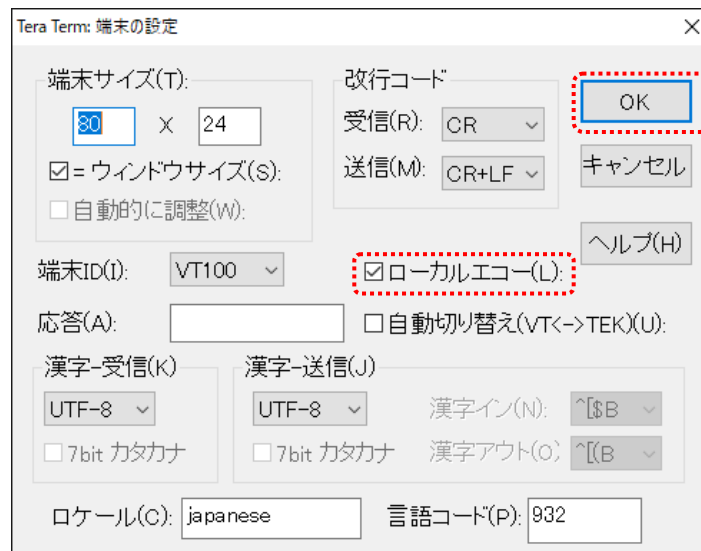 Tera Term: 端末の設定
端末サイズ(T):
80 X 24
☑= ウィンドウサイズ(S):
自動的に調整(W):
改行コード
受信(R): CR
送信(M): CR+LF
OK
キャンセル
ヘルプ(H)
端末ID(I): VT100
☑ローカルエコー(L):
応答(A):
自動切り替え(VT<->TEK)(U):
漢字-受信(K)
UTF-8
7bit カタカナ
漢字-送信(J)
UTF-8
7bit カタカナ
漢字イン(N): ^[$B
漢字アウト(O) ^[(B
ロケール(C): japanese
言語コード(P): 932